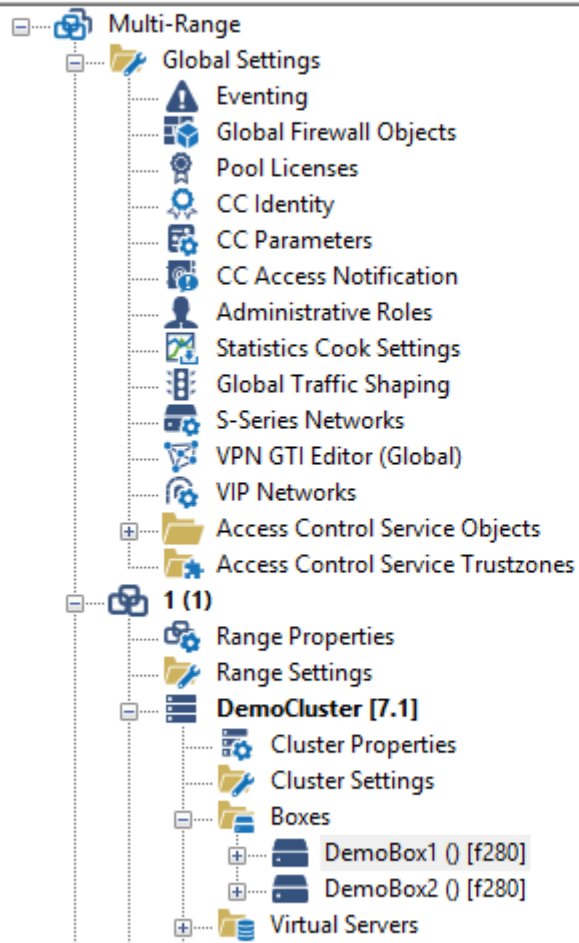 Multi-Range
Global Settings
Eventing
Global Firewall Objects
Pool Licenses
CC Identity
CC Parameters
CC Access Notification
Administrative Roles
Statistics Cook Settings
Global Traffic Shaping
S-Series Networks
VPN GTI Editor (Global)
VIP Networks
Access Control Service Objects
Access Control Service Trustzones
1 (1)
Range Properties
Range Settings
DemoCluster [7.1]
Cluster Properties
Cluster Settings
Boxes
DemoBox1 () [f280]
DemoBox2 () [f280]
Virtual Servers